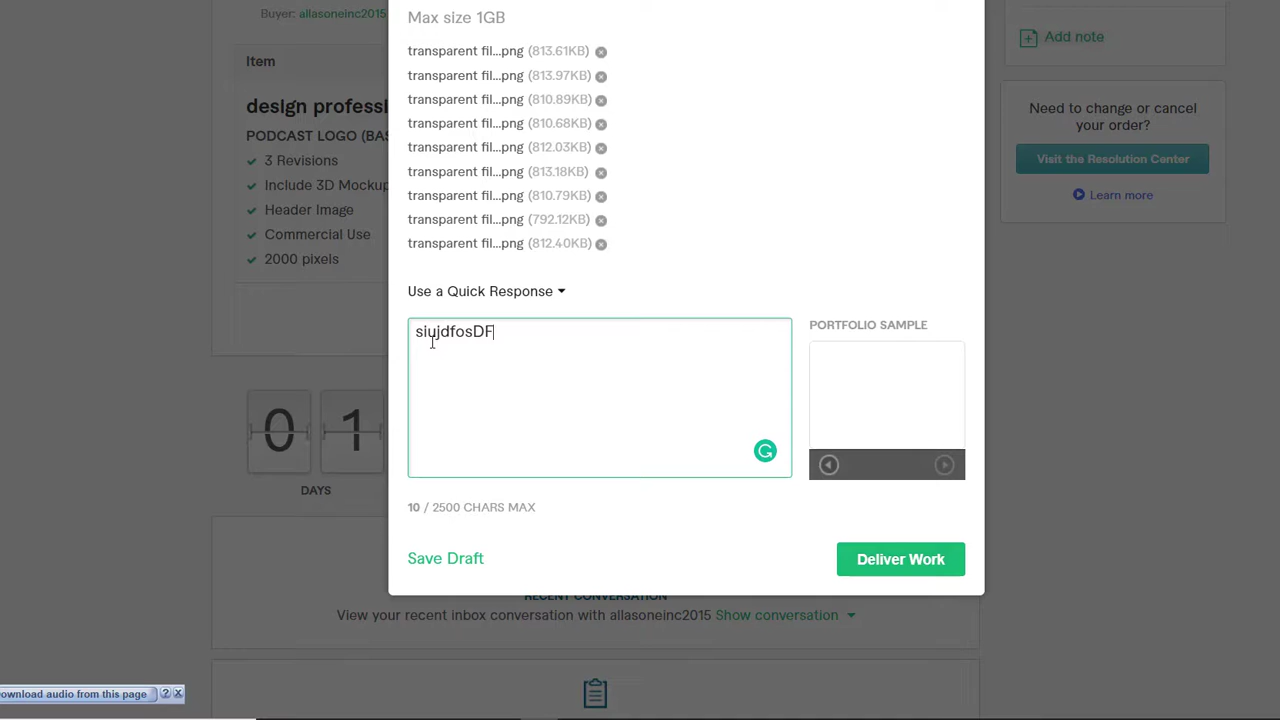 Buyer: allasoneinc2015
Item
design professi
PODCAST LOGO (BAS
3 Revisions
Include 3D Mockup
Header Image
Commercial Use
2000 pixels
0 1
DAYS
Max size 1GB
transparent fil...png (813.61KB)
transparent fil...png (813.97KB)
transparent fil...png (810.89KB)
transparent fil...png (810.68KB)
transparent fil...png (812.03KB)
transparent fil...png (813.18KB)
transparent fil...png (810.79KB)
transparent fil...png (792.12KB)
transparent fil...png (812.40KB)
Use a Quick Response
siujdfosDF
PORTFOLIO SAMPLE
10 / 2500 CHARS MAX
Save Draft
Deliver Work
Add note
Need to change or cancel
your order?
Visit the Resolution Center
Learn more
RECENT CONVERSATION
View your recent inbox conversation with allasoneinc2015 Show conversation
ownload audio from this page ?